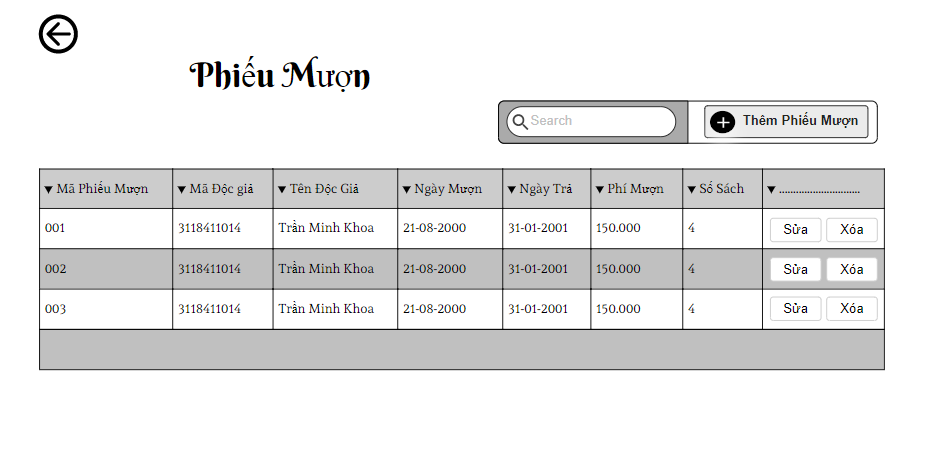 Phiếu Mượn
Search Thêm Phiếu Mượn
Mã Phiếu Mượn Mã Độc giả Tên Độc Giả Ngày Mượn Ngày Trả Phí Mượn Số Sách .............................
001 3118411014 Trần Minh Khoa 21-08-2000 31-01-2001 150.000 4 Sửa Xóa
002 3118411014 Trần Minh Khoa 21-08-2000 31-01-2001 150.000 4 Sửa Xóa
003 3118411014 Trần Minh Khoa 21-08-2000 31-01-2001 150.000 4 Sửa Xóa